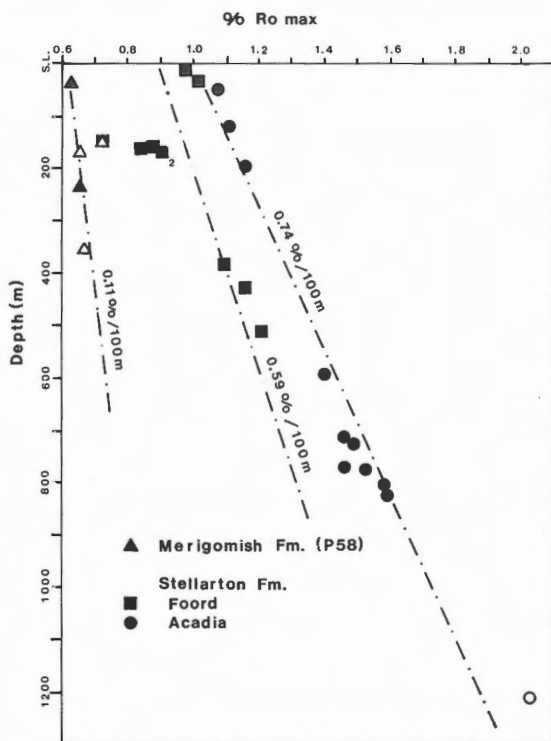 % Ro max
0.6 0.8 1.0 1.2 1.4 1.6 1.8 2.0
S.L.
200
400
600
800
1000
1200
Depth (m)
2
0.11%/100m
0.59%/100m
0.74%/100m
Merigomish Fm. (P58)
Stellarton Fm.
Foord
Acadia